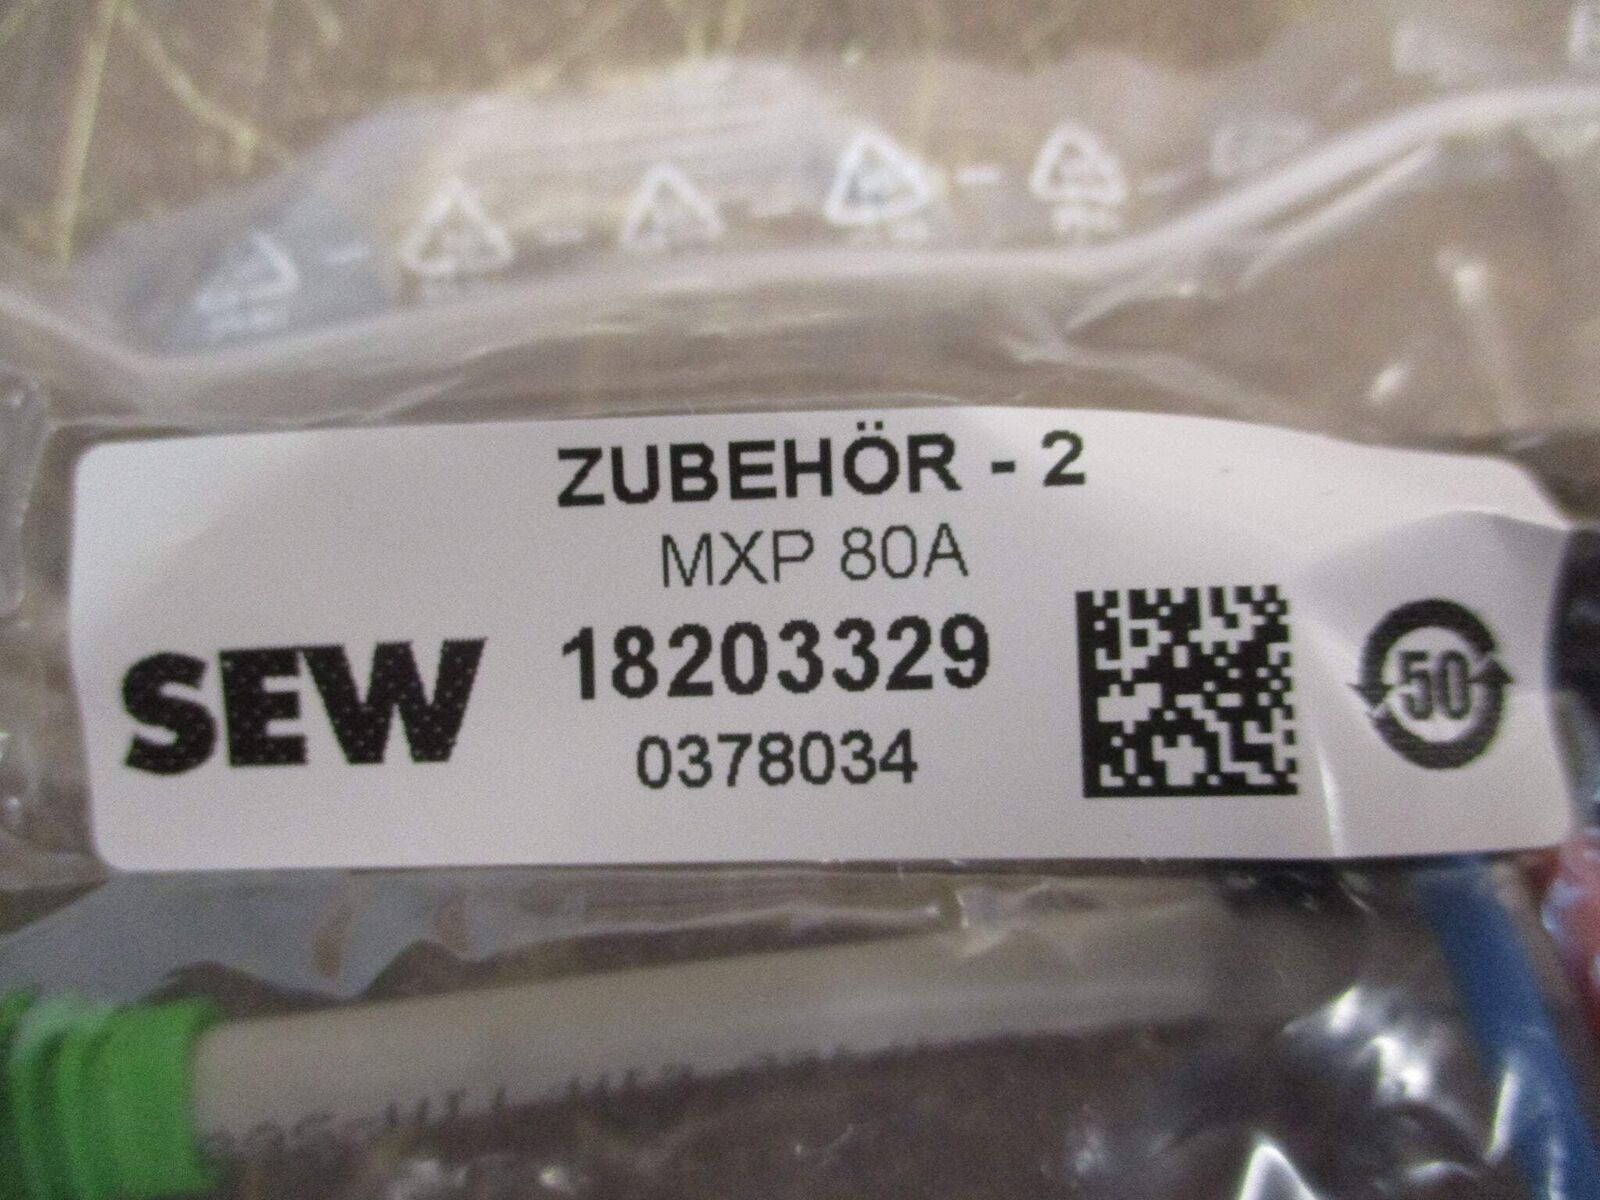 ZUBEHÖR - 2
MXP 80A
SEW 18203329
0378034
50